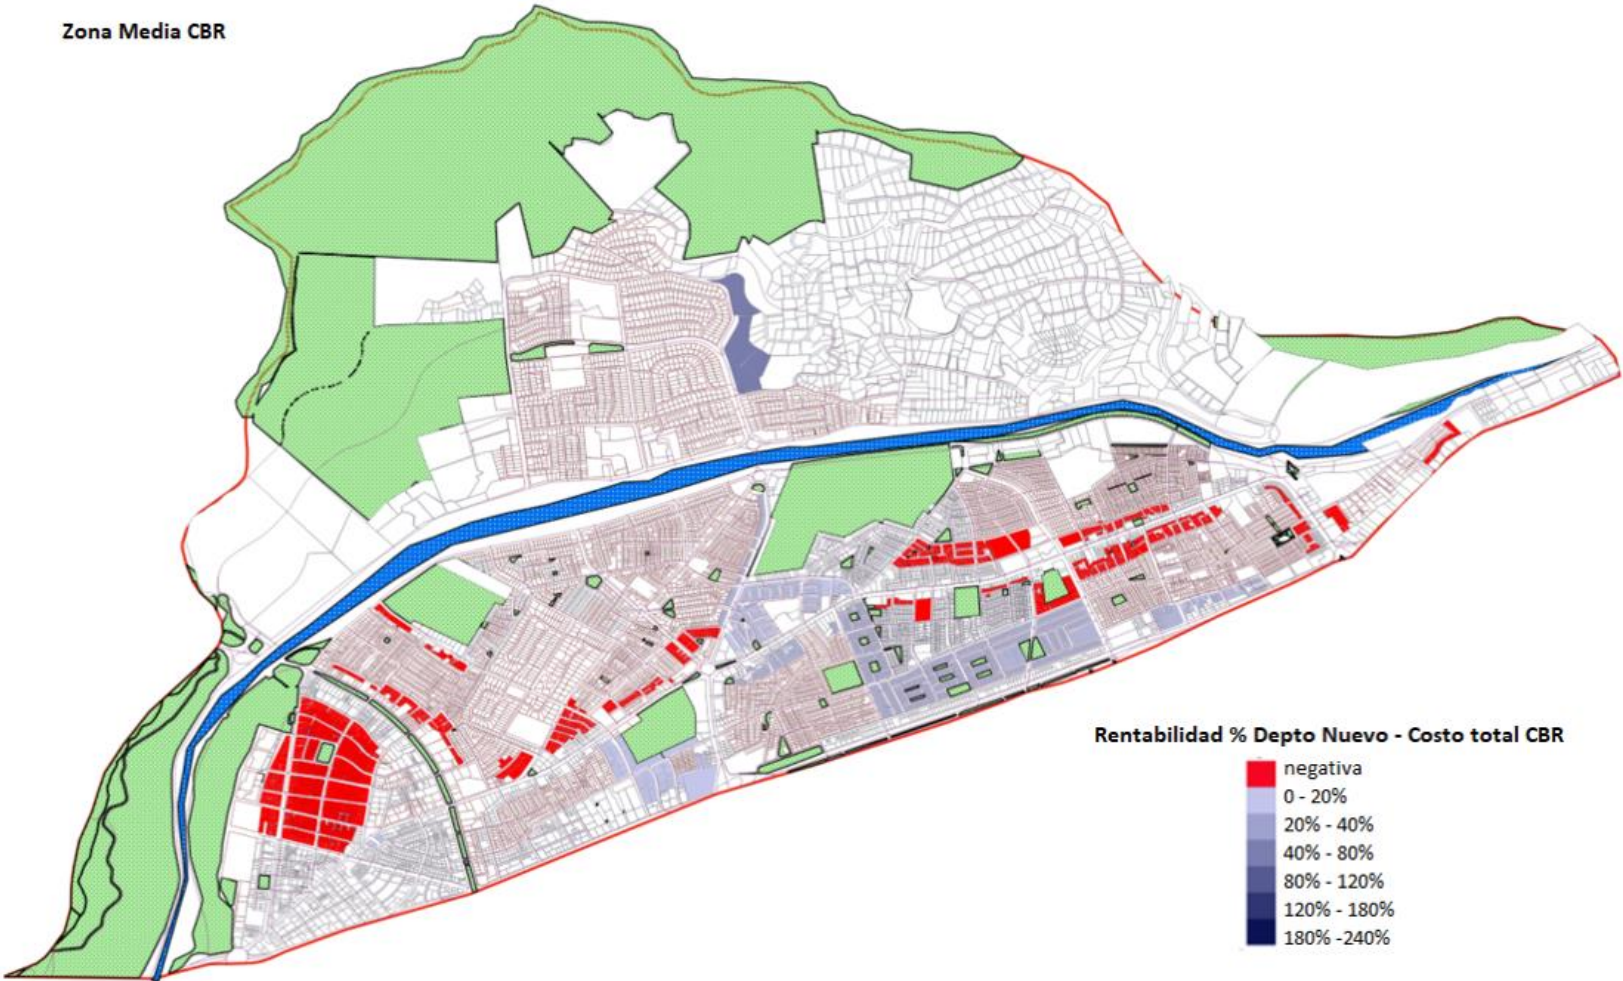 Zona Media CBR
Rentabilidad % Depto Nuevo - Costo total CBR
negativa
0 - 20%
20% - 40%
40% - 80%
80% - 120%
120% - 180%
180% -240%